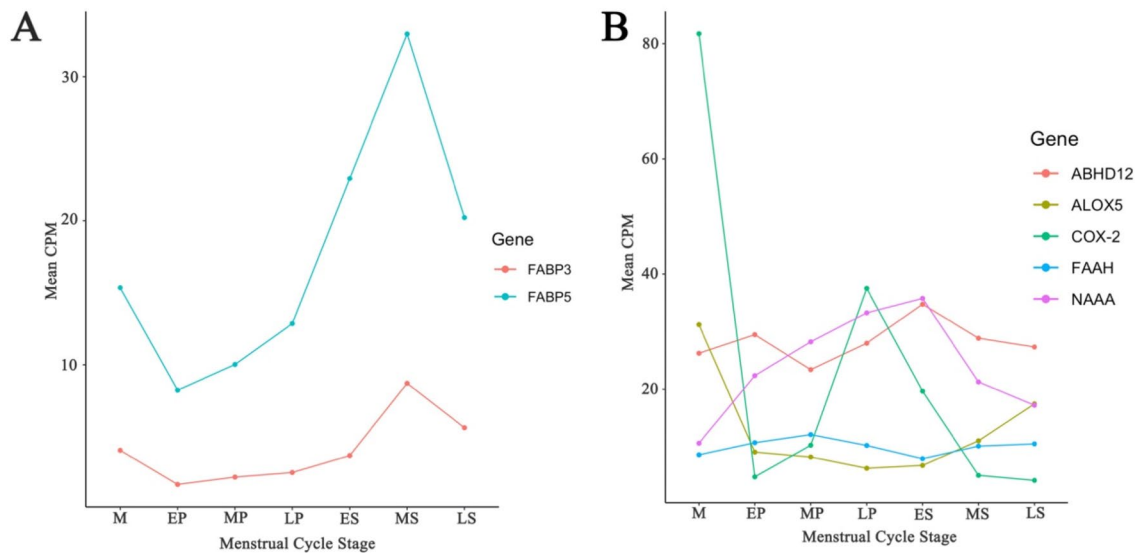 A
Mean CPM
30
20
10
M EP MP LP ES MS LS
Menstrual Cycle Stage
Gene
FABP3
FABP5
B
Mean CPM
80
60
40
20
M EP MP LP ES MS LS
Menstrual Cycle Stage
Gene
ABHD12
ALOX5
COX-2
FAAH
NAAA